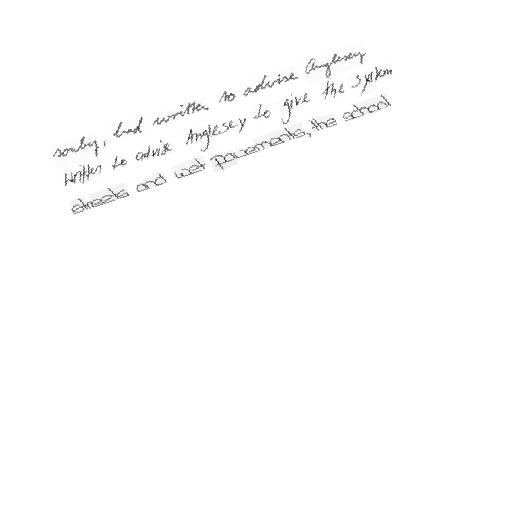 sonby, had written to advise Anglesey
written to advise Anglesey to give the system
streets and wet pavements, the school